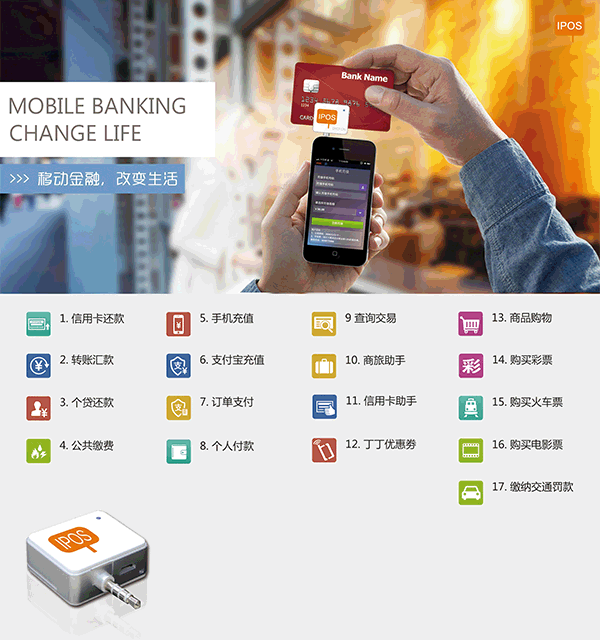 IPOS
Bank Name
CARD
IPOS
MOBILE BANKING
CHANGE LIFE
>>> 移动金融，改变生活
1. 信用卡还款
2. 转账汇款
3. 个贷还款
4. 公共缴费
5. 手机充值
6. 支付宝充值
7. 订单支付
8. 个人付款
9 查询交易
10. 商旅助手
11. 信用卡助手
12. 丁丁优惠券
13. 商品购物
彩
14. 购买彩票
15. 购买火车票
16. 购买电影票
17. 缴纳交通罚款
IPOS